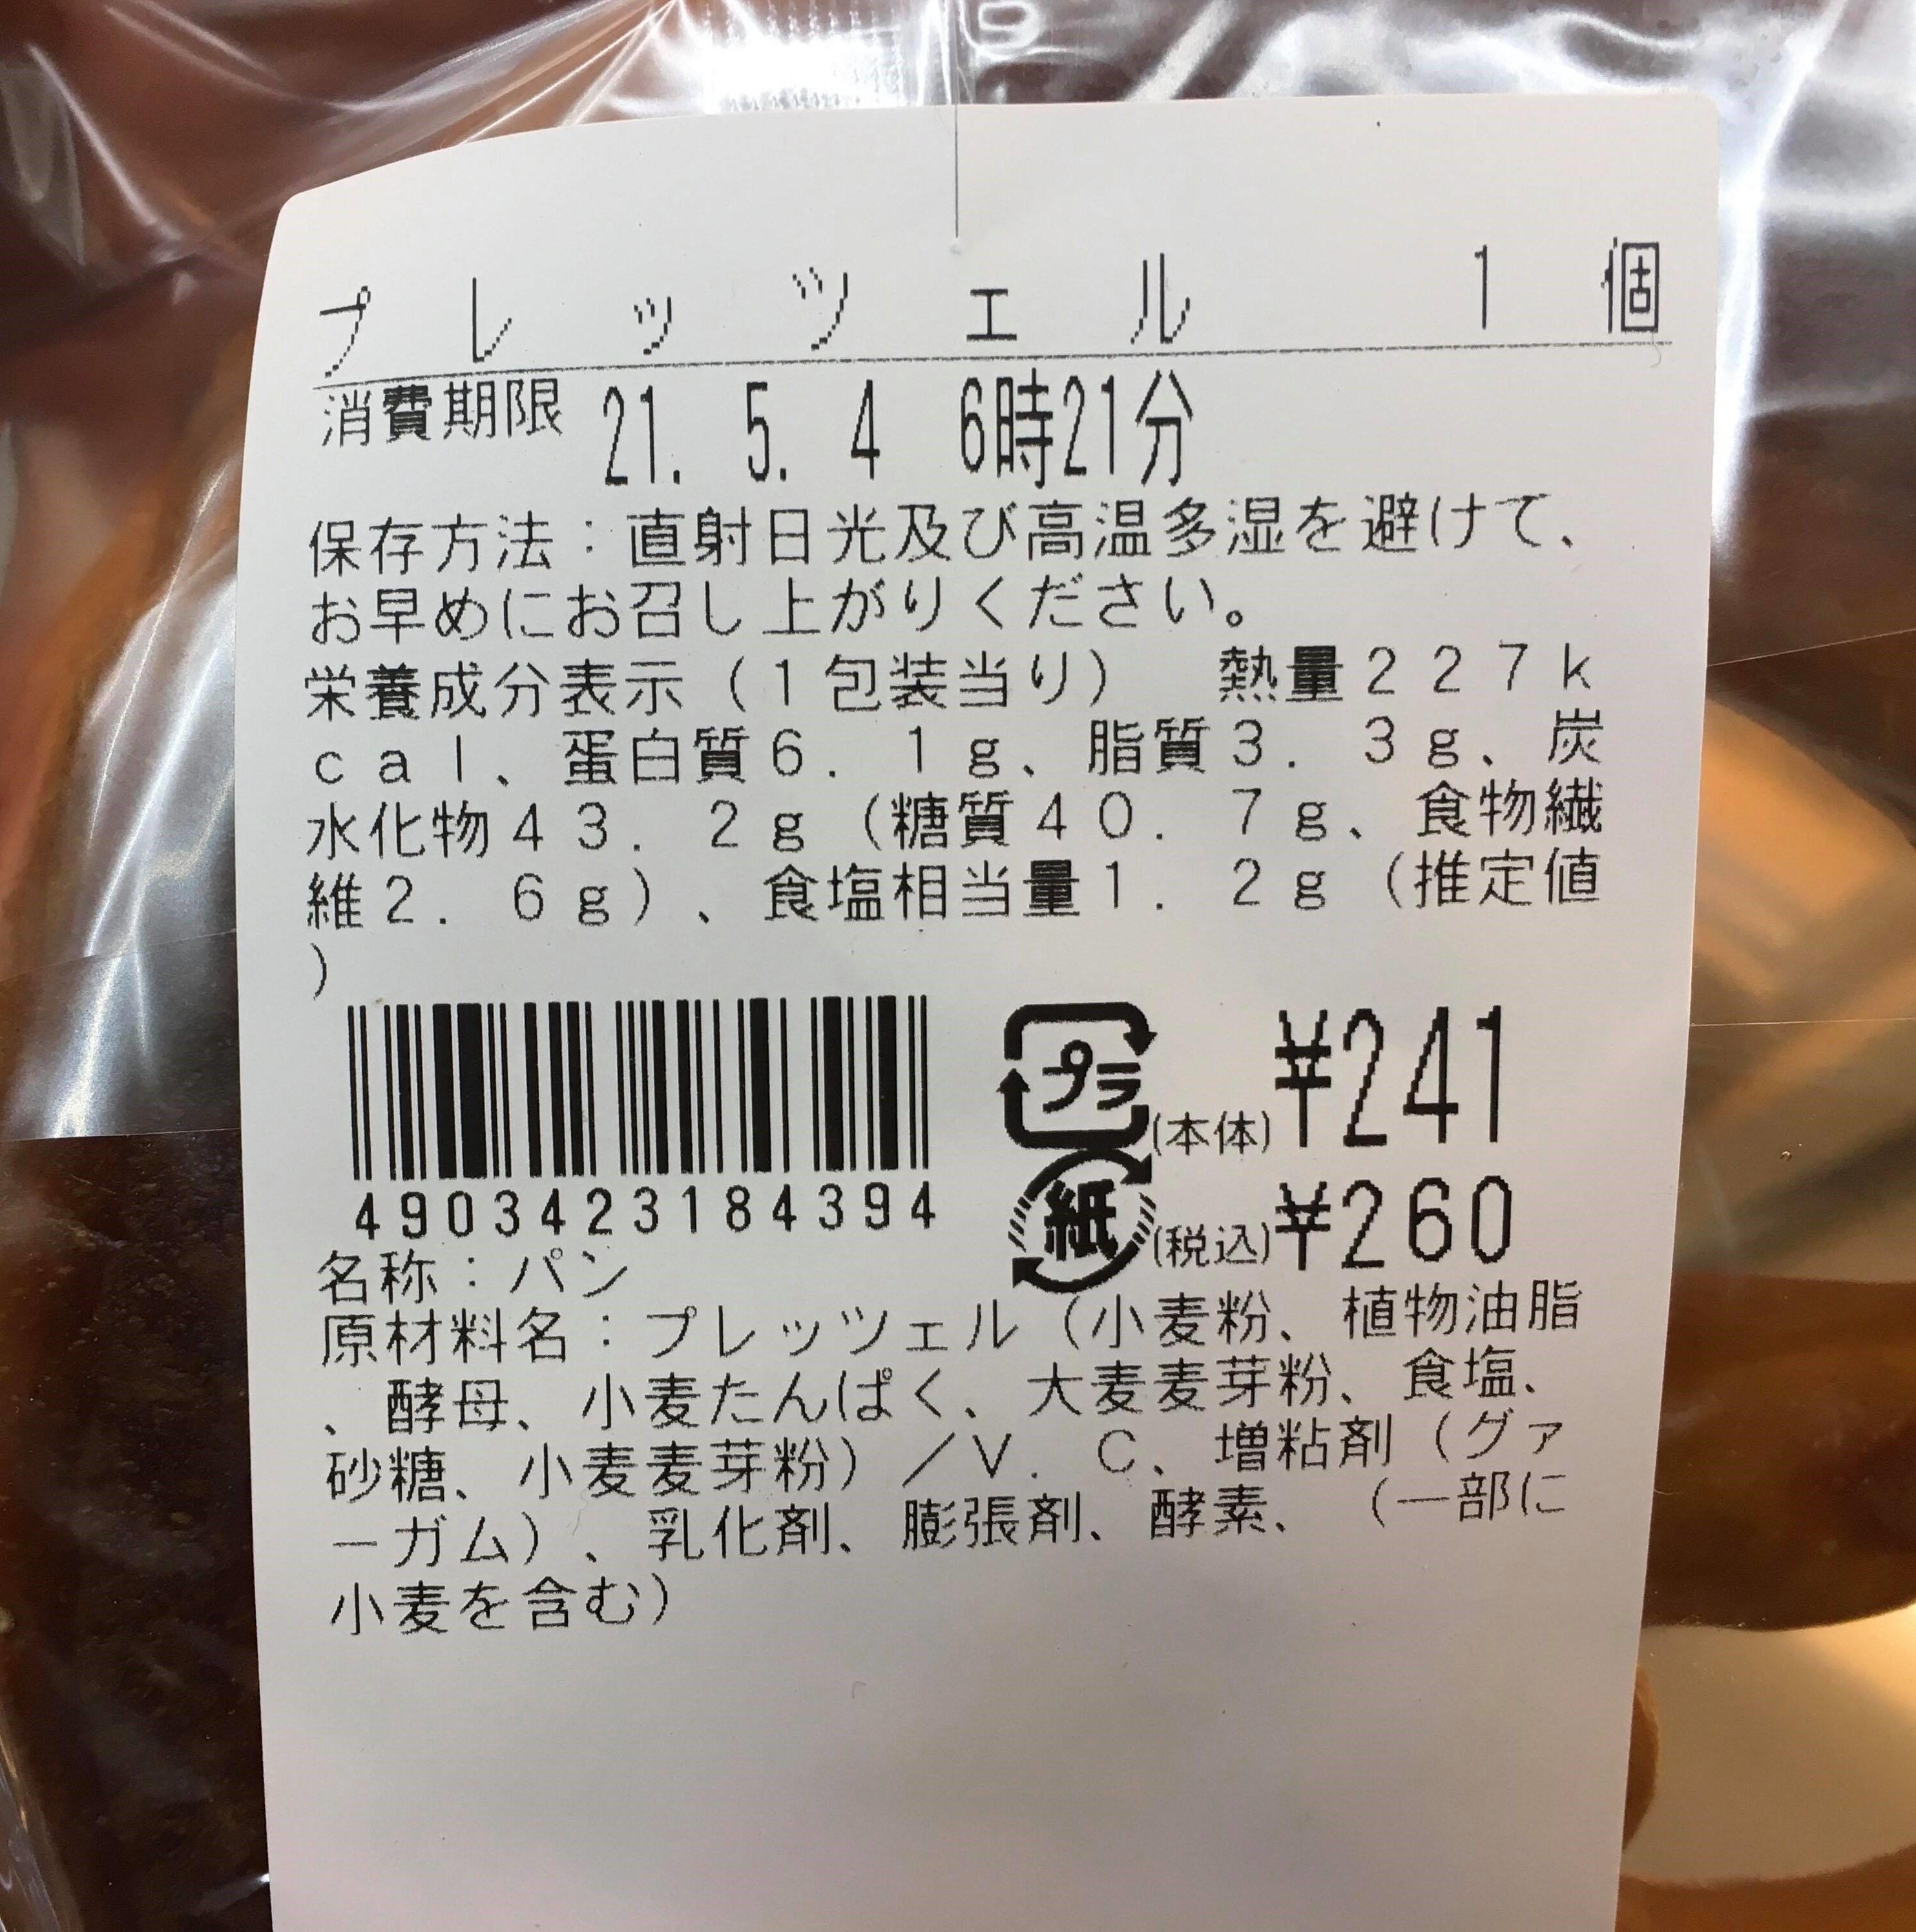 プレッツェル 1個
消費期限 21. 5. 4 6時21分
保存方法：直射日光及び高温多湿を避けて、
お早めにお召し上がりください。
栄養成分表示（1包装当り） 熱量227k
cal、蛋白質6．1g、脂質3．3g、炭
水化物43．2g（糖質40．7g、食物繊
維2．6g）、食塩相当量1．2g（推定値
）
プラ (本体) ¥241
4903423184394
紙 (税込) ¥260
名称：パン
原材料名：プレッツェル（小麦粉、植物油脂
、酵母、小麦たんぱく、大麦麦芽粉、食塩、
砂糖、小麦麦芽粉）／V．C、増粘剤（グァ
ーガム）、乳化剤、膨張剤、酵素、（一部に
小麦を含む）